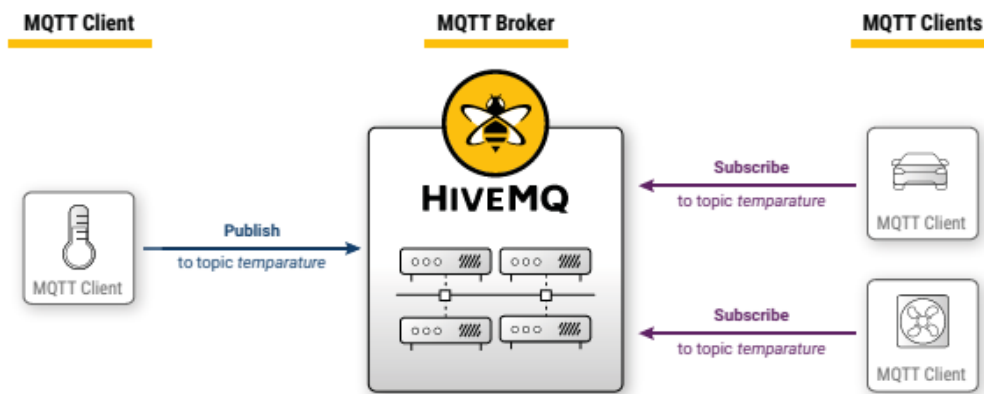 MQTT Client
MQTT Broker
MQTT Clients
HIVEMQ
MQTT Client
Publish
to topic temparature
Subscribe
to topic temparature
MQTT Client
Subscribe
to topic temparature
MQTT Client